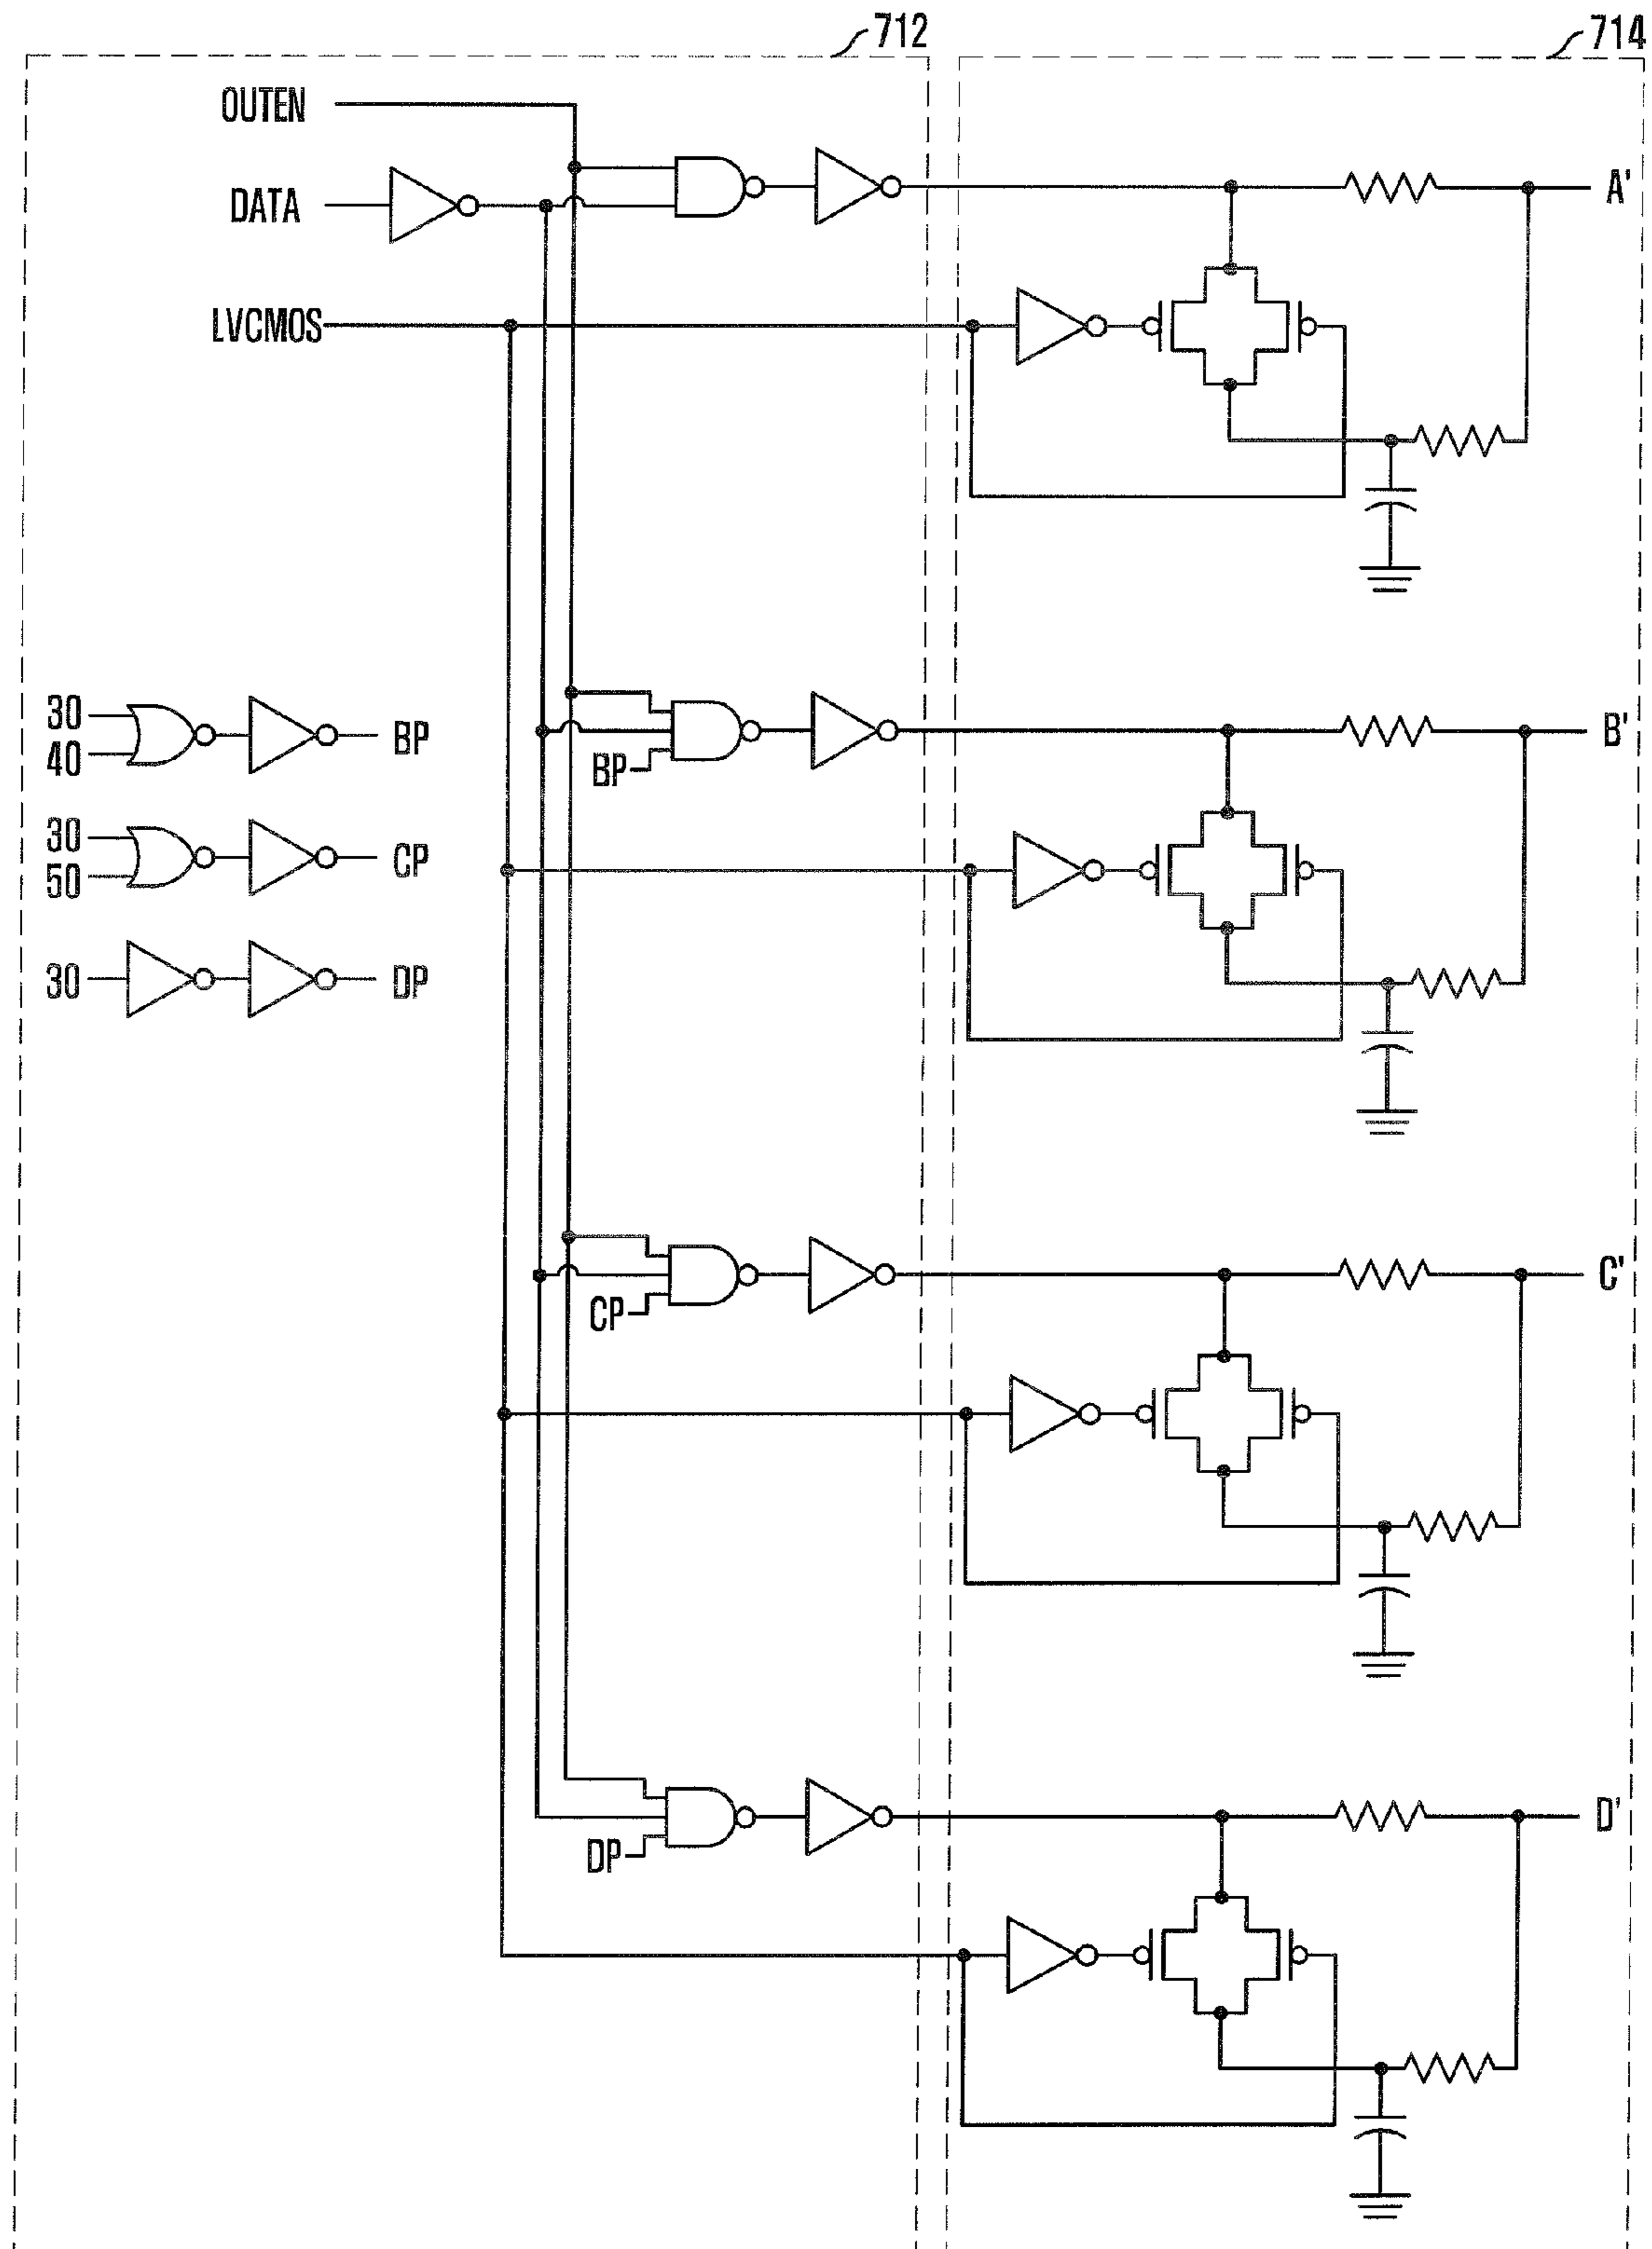 712
714
OUTEN
DATA
A'
LVCMOS
30
40
BP
BP
B'
30
50
CP
30
DP
CP
C'
DP
D'